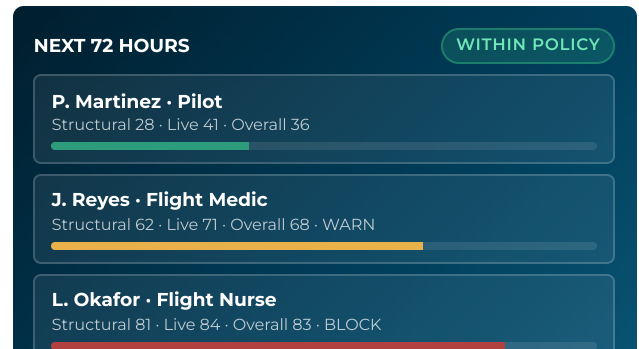 NEXT 72 HOURS
WITHIN POLICY
P. Martinez · Pilot
Structural 28 · Live 41 · Overall 36
J. Reyes · Flight Medic
Structural 62 · Live 71 · Overall 68 · WARN
L. Okafor · Flight Nurse
Structural 81 · Live 84 · Overall 83 · BLOCK